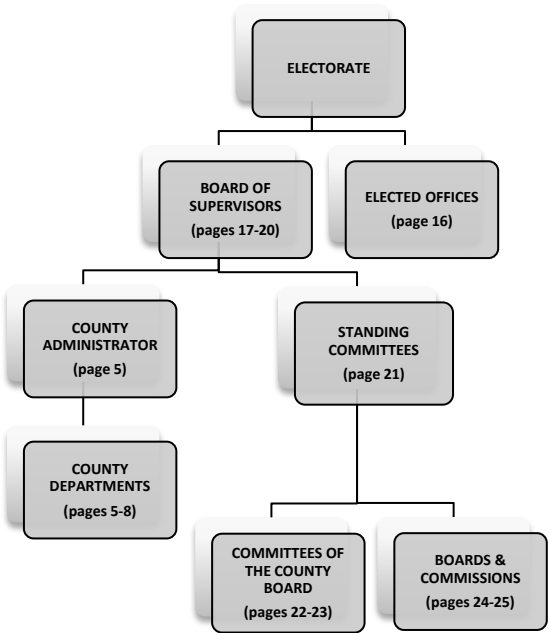 ELECTORATE
BOARD OF
SUPERVISORS
(pages 17-20)
ELECTED OFFICES
(page 16)
COUNTY
ADMINISTRATOR
(page 5)
STANDING
COMMITTEES
(page 21)
COUNTY
DEPARTMENTS
(pages 5-8)
COMMITTEES OF
THE COUNTY
BOARD
(pages 22-23)
BOARDS &
COMMISSIONS
(pages 24-25)